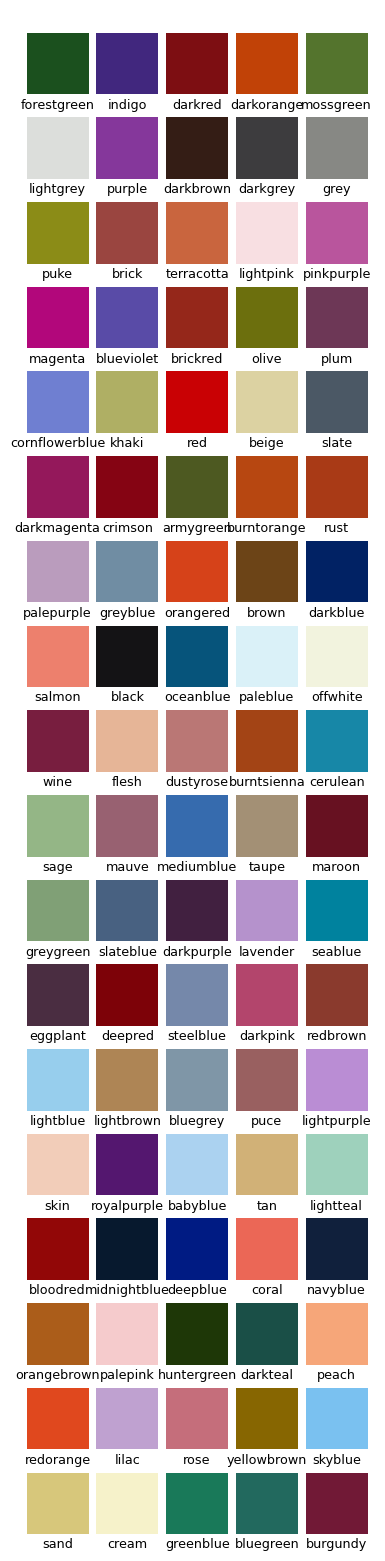 forestgreen indigo darkred darkorange mossgreen
lightgrey purple darkbrown darkgrey grey
puke brick terracotta lightpink pinkpurple
magenta blueviolet brickred olive plum
cornflowerblue khaki red beige slate
darkmagenta crimson armygreen burntorange rust
palepurple greyblue orangered brown darkblue
salmon black oceanblue paleblue offwhite
wine flesh dustyrose burntsienna cerulean
sage mauve mediumblue taupe maroon
greygreen slateblue darkpurple lavender seablue
eggplant deepred steelblue darkpink redbrown
lightblue lightbrown bluegrey puce lightpurple
skin royalpurple babyblue tan lightteal
bloodred midnightblue deepblue coral navyblue
orangebrown palepink huntergreen darkteal peach
redorange lilac rose yellowbrown skyblue
sand cream greenblue bluegreen burgundy